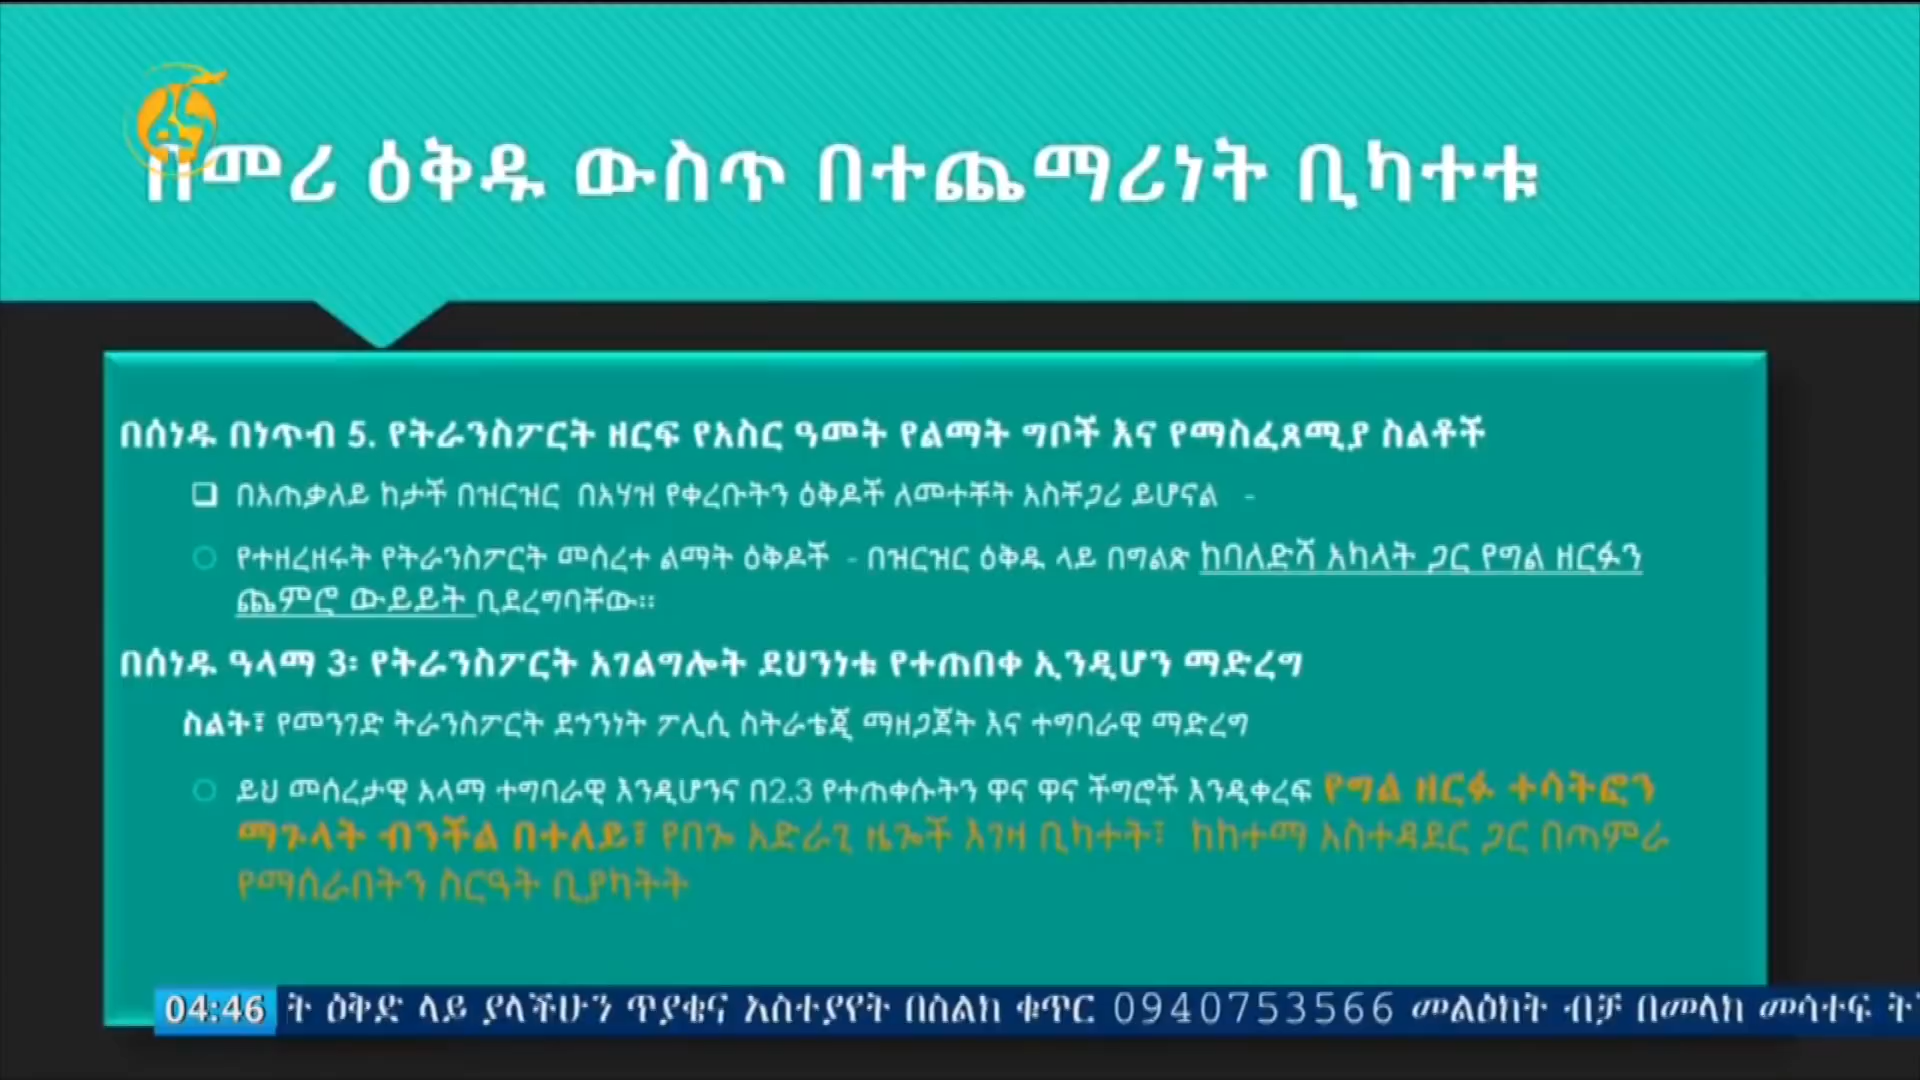 በመሪ ዕቅዱ ውስጥ በተጨማሪነት ቢካተቱ
በሰነዱ በነጥብ 5. የትራንስፖርት ዘርፍ የአስር ዓመት የልማት ግቦች እና የማስፈጸሚያ ስልቶች
በአጠቃላይ ከታች በዝርዝር በአሃዝ የቀረቡትን ዕቅዶች ለመተቸት አስቸጋሪ ይሆናል -
የተዘረዘሩት የትራንስፖርት መሰረተ ልማት ዕቅዶች - በዝርዝር ዕቅዱ ላይ በግልጽ ከባለድሻ አካላት ጋር የግል ዘርፉን
ጨምሮ ውይይት ቢደረግባቸው፡፡
በሰነዱ ዓላማ 3፡ የትራንስፖርት አገልግሎት ደህንነቱ የተጠበቀ ኢንዲሆን ማድረግ
ስልት፣ የመንገድ ትራንስፖርት ደኅንነት ፖሊሲ ስትራቴጂ ማዘጋጀት እና ተግባራዊ ማድረግ
ይህ መሰረታዊ አላማ ተግባራዊ እንዲሆንና በ2.3 የተጠቀሱትን ዋና ዋና ችግሮች እንዲቀረፍ የግል ዘርፉ ተሳትፎን
ማጉላት ብንችል በተለይ፣ የበጐ አድራጊ ዜጐች እገዛ ቢካተት፣ ከከተማ አስተዳደር ጋር በጣምራ
የማሰራበትን ስርዓት ቢያካትት
04:46 ት ዕቅድ ላይ ያላችሁን ጥያቄና አስተያየት በስልክ ቁጥር 0940753566 መልዕክት ብቻ በመላክ መሳተፍ ት